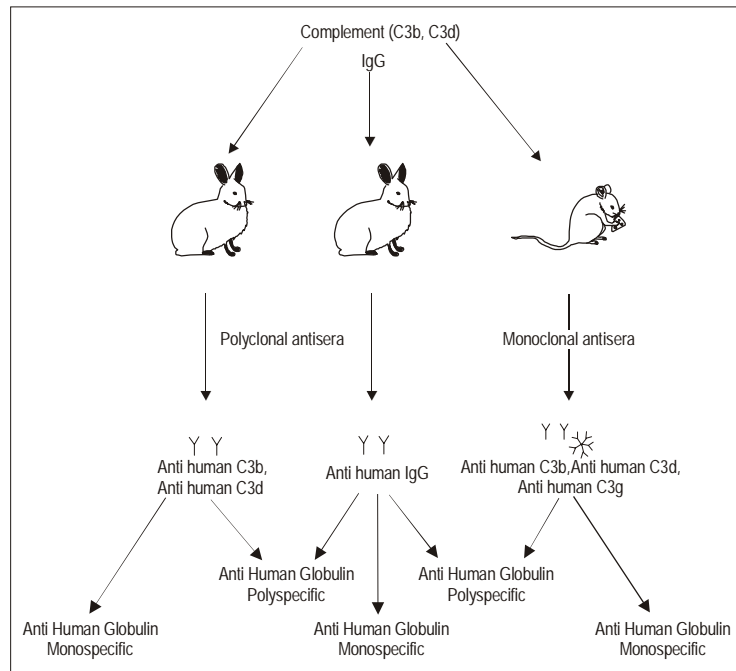 Complement (C3b, C3d)
IgG
Polyclonal antisera
Monoclonal antisera
Anti human C3b,
Anti human C3d
Anti human IgG
Anti human C3b,Anti human C3d,
Anti human C3g
Anti Human Globulin
Polyspecific
Anti Human Globulin
Polyspecific
Anti Human Globulin
Monospecific
Anti Human Globulin
Monospecific
Anti Human Globulin
Monospecific